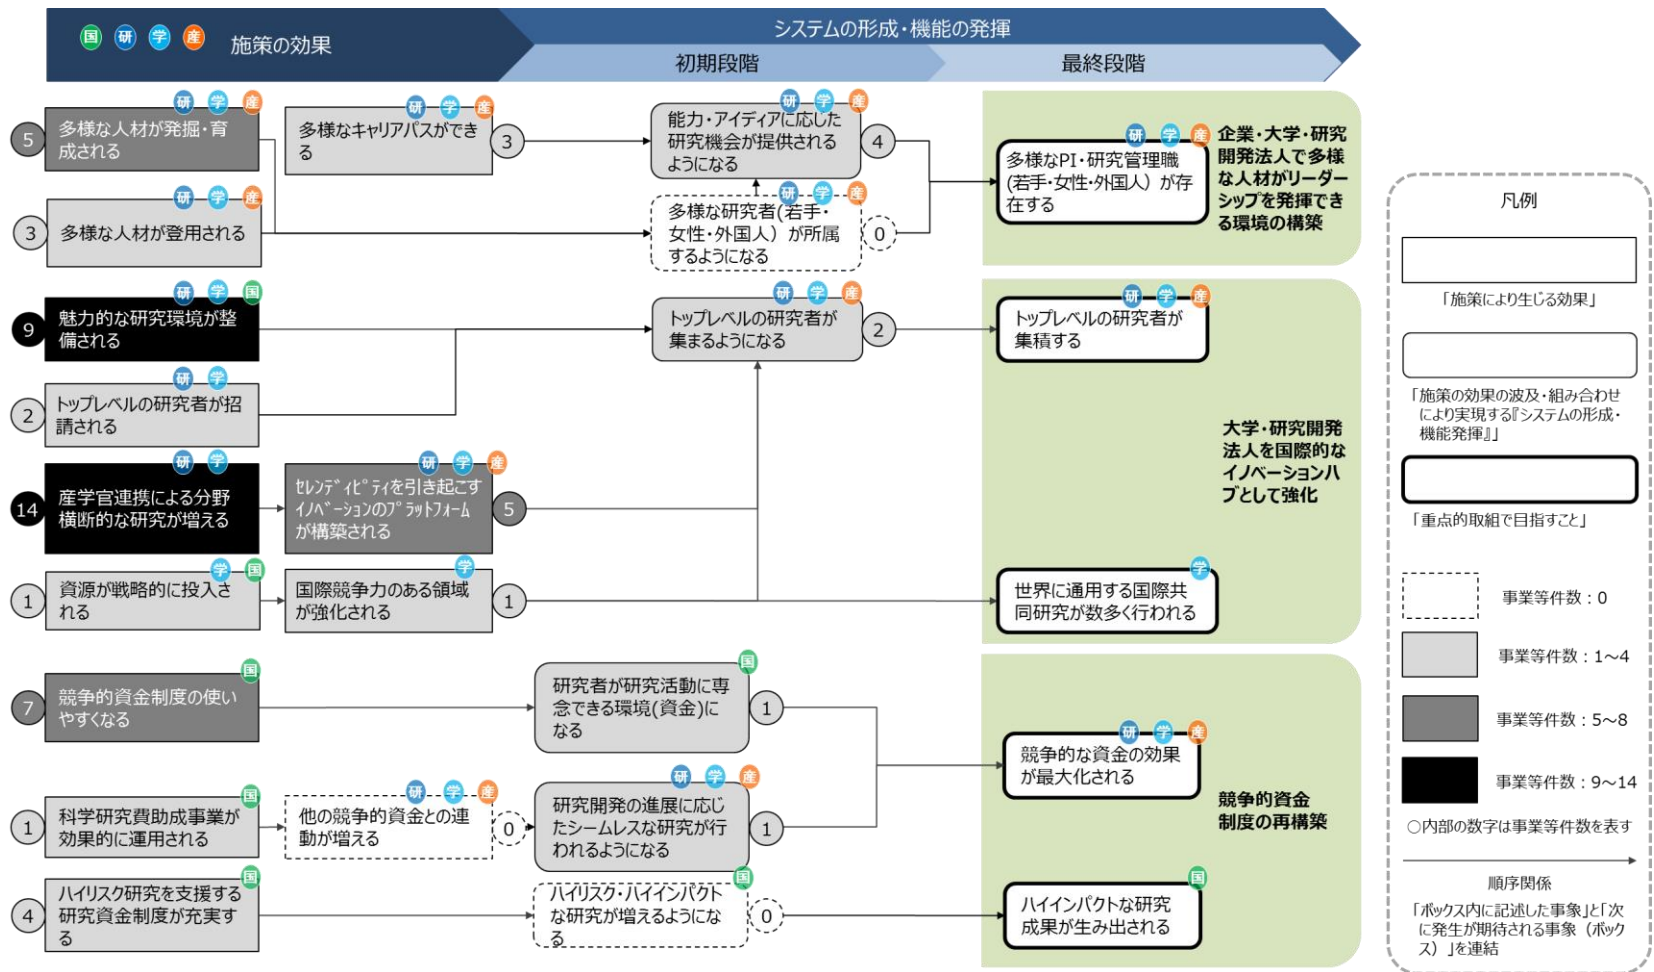 国 研 学 産 施策の効果
システムの形成・機能の発揮
初期段階
最終段階
研 学 産
5
多様な人材が発掘・育
成される
研 学 産
多様なキャリアパスができ
る
3
研 学 産
能力・アイディアに応じた
研究機会が提供される
ようになる
4
研 学 産
3
多様な人材が登用される
研 学 産
多様な研究者(若手・
女性・外国人）が所属
するようになる
0
研 学 産
多様なPI・研究管理職
(若手・女性・外国人）が存
在する
企業・大学・研究
開発法人で多様
な人材がリーダー
シップを発揮でき
る環境の構築
研 学 国
9
魅力的な研究環境が整
備される
研 学
2
トップレベルの研究者が招
請される
研 学 産
トップレベルの研究者が
集まるようになる
2
研 学 産
トップレベルの研究者が
集積する
研 学
14
産学官連携による分野
横断的な研究が増える
研 学 産
ｾﾚﾝﾃﾞｨﾋﾟﾃｨを引き起こす
ｲﾉﾍﾞｰｼｮﾝのﾌﾟﾗｯﾄﾌｫｰﾑ
が構築される
5
学 国
1
資源が戦略的に投入さ
れる
学
国際競争力のある領域
が強化される
1
学
世界に通用する国際共
同研究が数多く行われる
大学・研究開発
法人を国際的な
イノベーションハ
ブとして強化
国
7
競争的資金制度の使い
やすくなる
国
研究者が研究活動に専
念できる環境(資金)に
なる
1
国
1
科学研究費助成事業が
効果的に運用される
研 学 産
他の競争的資金との連
動が増える
0
研 学 産
研究開発の進展に応じ
たシームレスな研究が行
われるようになる
1
研 学 産
競争的な資金の効果
が最大化される
国
4
ハイリスク研究を支援する
研究資金制度が充実す
る
国
ハイリスク・ハイインパクト
な研究が増えるようにな
る
0
国
ハイインパクトな研究
成果が生み出される
競争的資金
制度の再構築
凡例
「施策により生じる効果」
「施策の効果の波及・組み合わせ
により実現する『システムの形成・
機能発揮』」
「重点的取組で目指すこと」
事業等件数：0
事業等件数：1～4
事業等件数：5～8
事業等件数：9～14
○内部の数字は事業等件数を表す
順序関係
「ボックス内に記述した事象」と「次
に発生が期待される事象（ボック
ス）」を連結